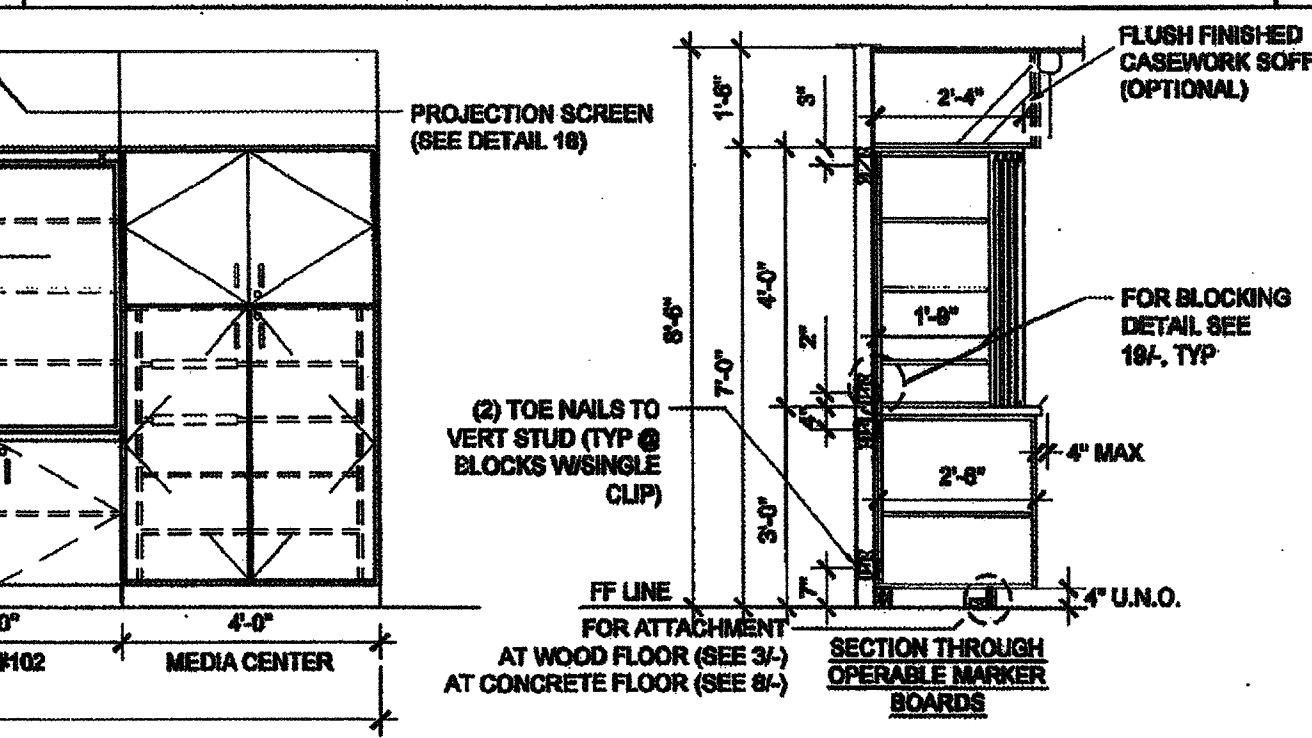 PROJECTION SCREEN
(SEE DETAIL 18)
0"
#102
4'-0"
MEDIA CENTER
FLUSH FINISHED
CASEWORK SOFF
(OPTIONAL)
1'-6"
3"
2'-4"
8'-6"
7'-0"
4'-0"
2"
1'-9"
FOR BLOCKING
DETAIL SEE
19/-, TYP
(2) TOE NAILS TO
VERT STUD (TYP @
BLOCKS W/SINGLE
CLIP)
4"
4" MAX
2'-6"
3'-0"
7"
FF LINE
4" U.N.O.
FOR ATTACHMENT
AT WOOD FLOOR (SEE 3/-)
AT CONCRETE FLOOR (SEE 8/-)
SECTION THROUGH
OPERABLE MARKER
BOARDS